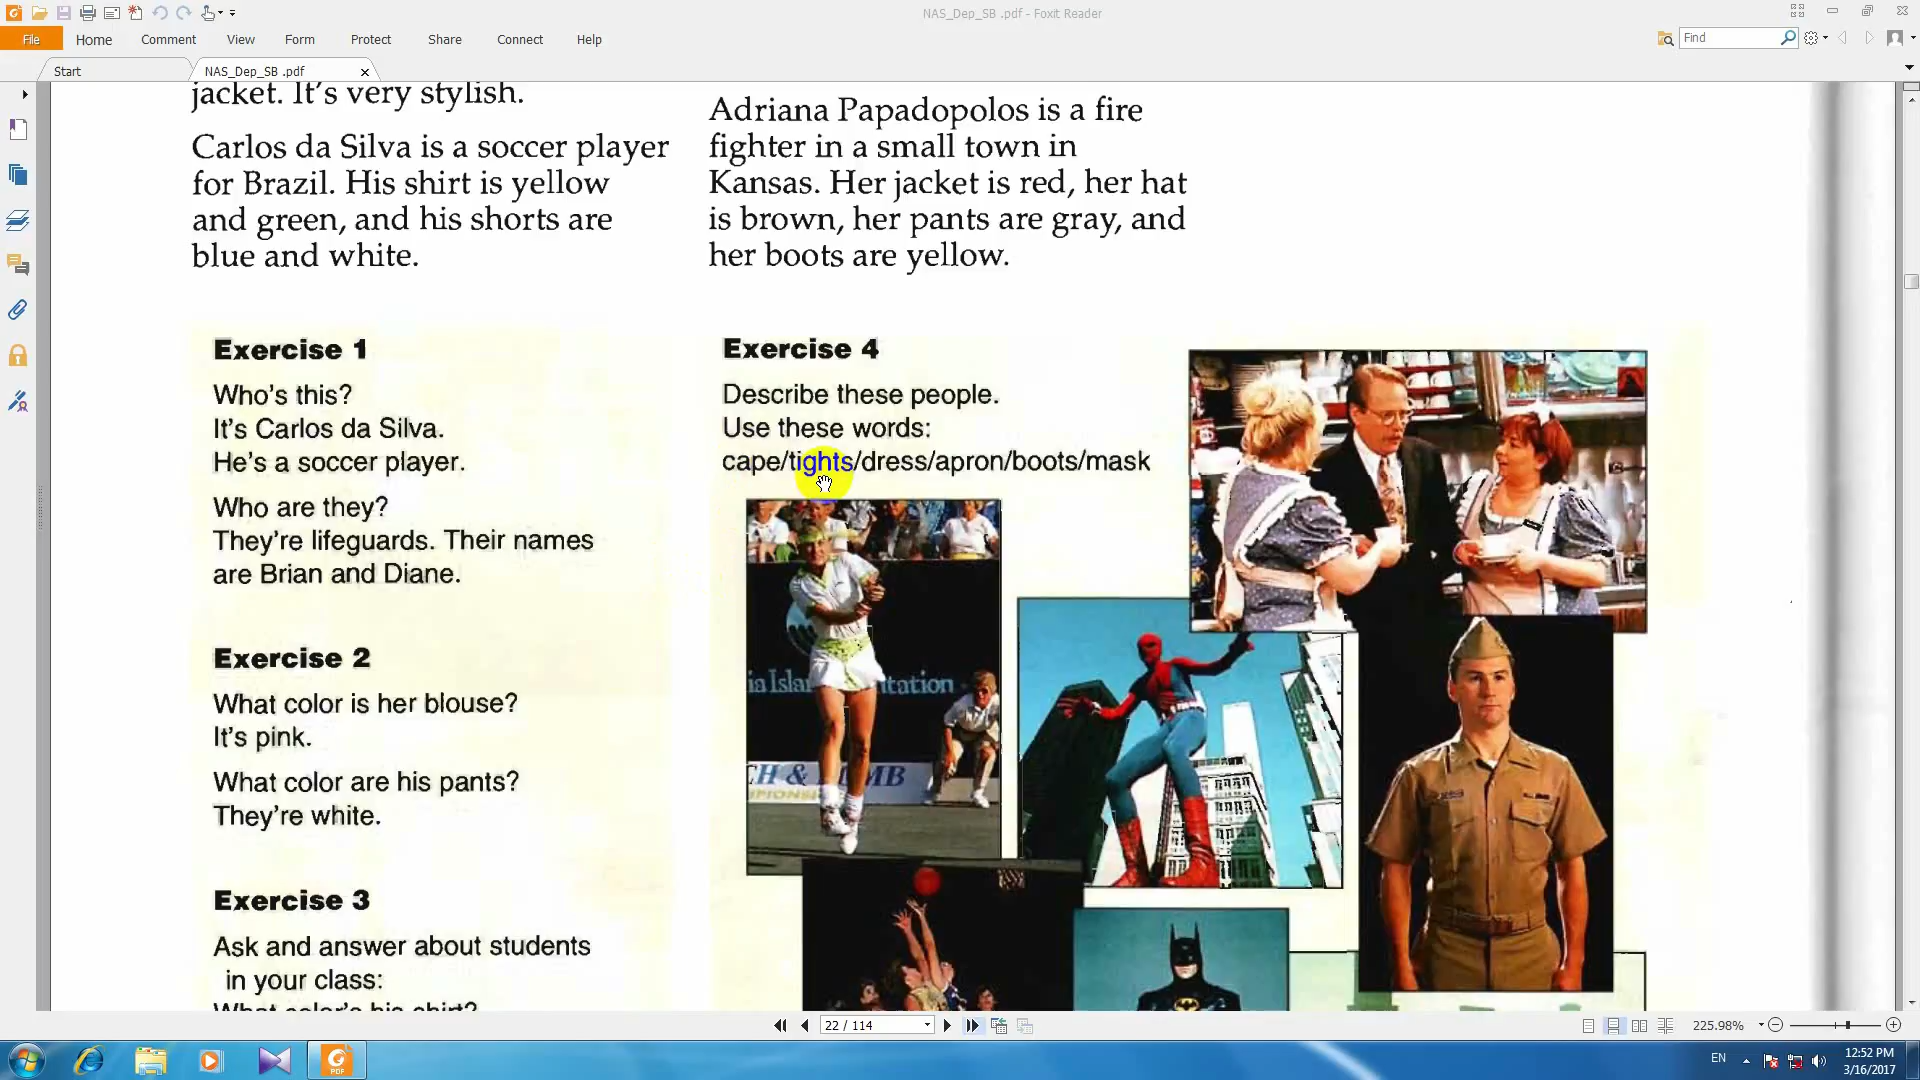 NAS_Dep_SB .pdf - Foxit Reader
File Home Comment View Form Protect Share Connect Help
Find
Start
NAS_Dep_SB .pdf
jacket. It's very stylish.
Carlos da Silva is a soccer player
for Brazil. His shirt is yellow
and green, and his shorts are
blue and white.
Adriana Papadopolos is a fire
fighter in a small town in
Kansas. Her jacket is red, her hat
is brown, her pants are gray, and
her boots are yellow.
Exercise 1
Who's this?
It's Carlos da Silva.
He's a soccer player.
Who are they?
They're lifeguards. Their names
are Brian and Diane.
Exercise 2
What color is her blouse?
It's pink.
What color are his pants?
They're white.
Exercise 3
Ask and answer about students
in your class:
What color's his shirt?
Exercise 4
Describe these people.
Use these words:
cape/tights/dress/apron/boots/mask
22 / 114
225.98%
EN
12:52 PM
3/16/2017